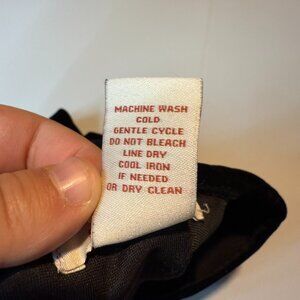 MACHINE WASH
COLD
GENTLE CYCLE
DO NOT BLEACH
LINE DRY
COOL IRON
IF NEEDED
OR DRY CLEAN